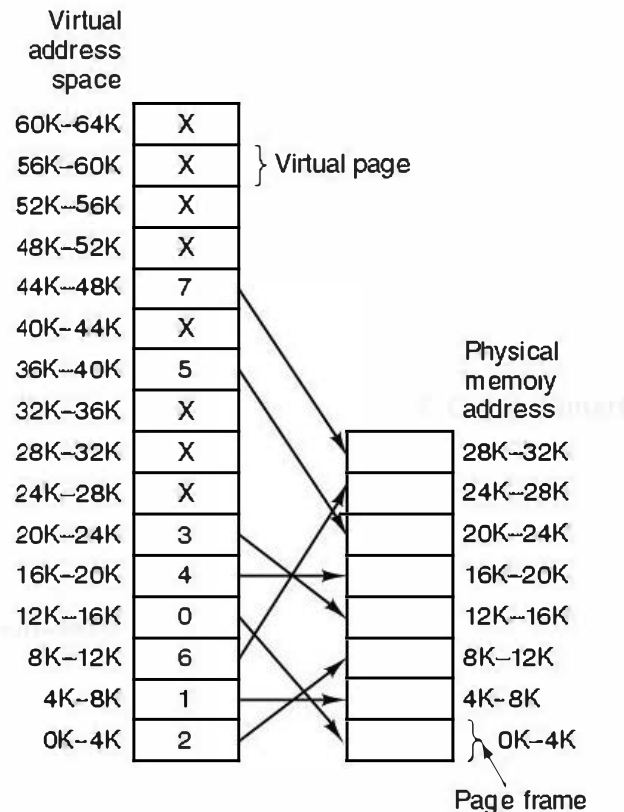 Virtual
address
space
60K–64K X
56K–60K X } Virtual page
52K–56K X
48K–52K X
44K–48K 7
40K–44K X
36K–40K 5
32K–36K X
28K–32K X
24K–28K X
20K–24K 3
16K–20K 4
12K–16K 0
8K–12K 6
4K–8K 1
0K–4K 2
Physical
memory
address
28K–32K
24K–28K
20K–24K
16K–20K
12K–16K
8K–12K
4K–8K
0K–4K
Page frame